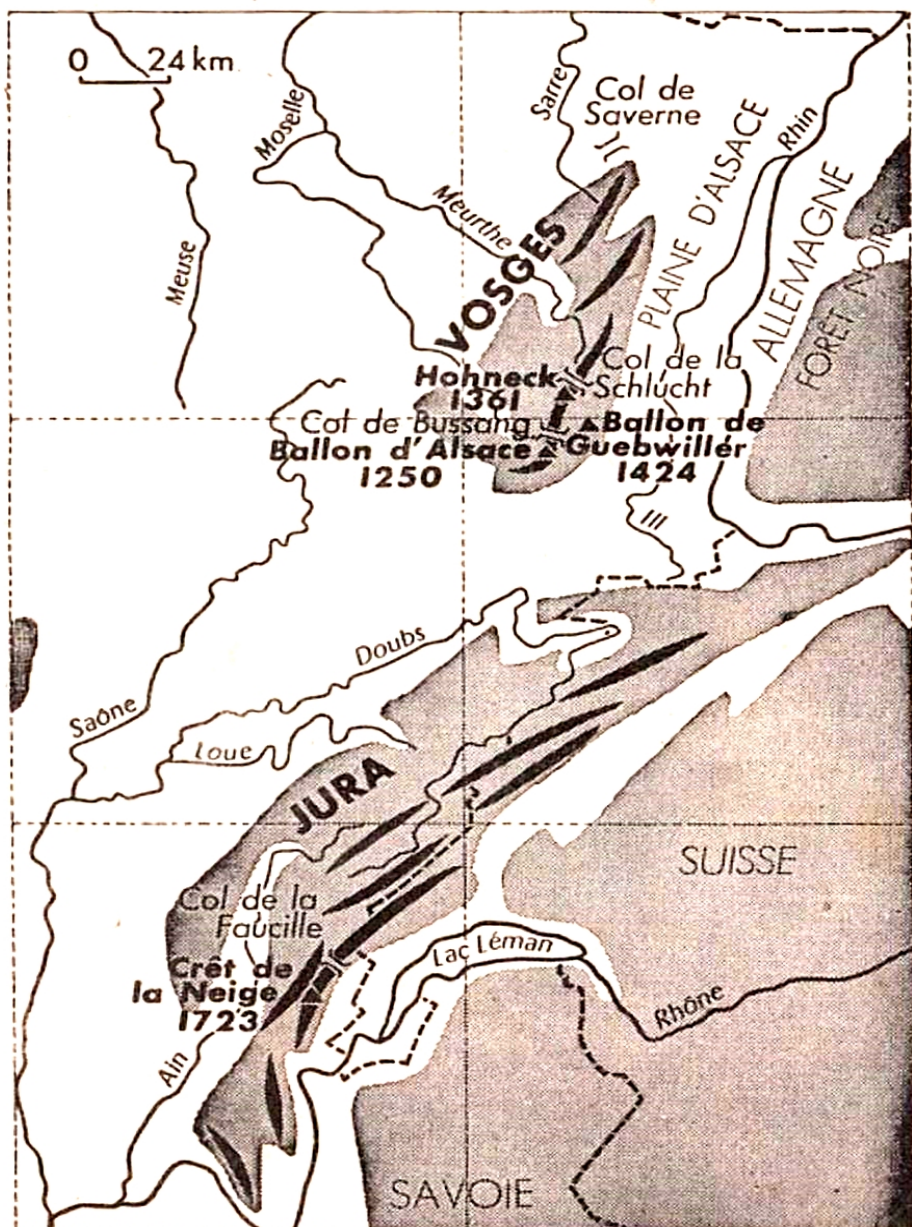 0 24 km
Moselle
Sarre
Col de
Saverne
Rhin
Meurthe
Meuse
VOSGES
PLAINE D'ALSACE
ALLEMAGNE
FORÊT NOIRE
Hohneck
1361
Col de la
Schlucht
Col de Bussang
Ballon d'Alsace
1250
Ballon de
Guebwiller
1424
Ill
Doubs
Saône
Loue
JURA
SUISSE
Col de la
Faucille
Lac Léman
Crêt de
la Neige
1723
Rhône
Ain
SAVOIE